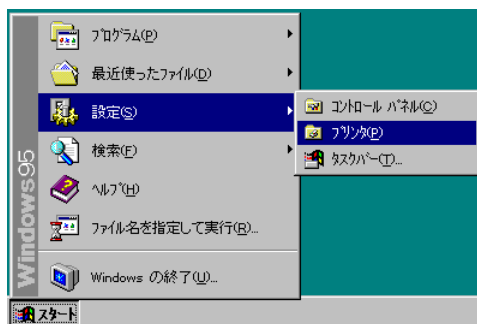 ﾌﾟﾛｸﾞﾗﾑ(P)
最近使ったﾌｧｲﾙ(D)
設定(S)
検索(F)
ﾍﾙﾌﾟ(H)
ﾌｧｲﾙ名を指定して実行(R)...
Windows の終了(U)...
ｺﾝﾄﾛｰﾙ ﾊﾟﾈﾙ(C)
ﾌﾟﾘﾝﾀ(P)
ﾀｽｸﾊﾞｰ(T)...
Windows95
スタート